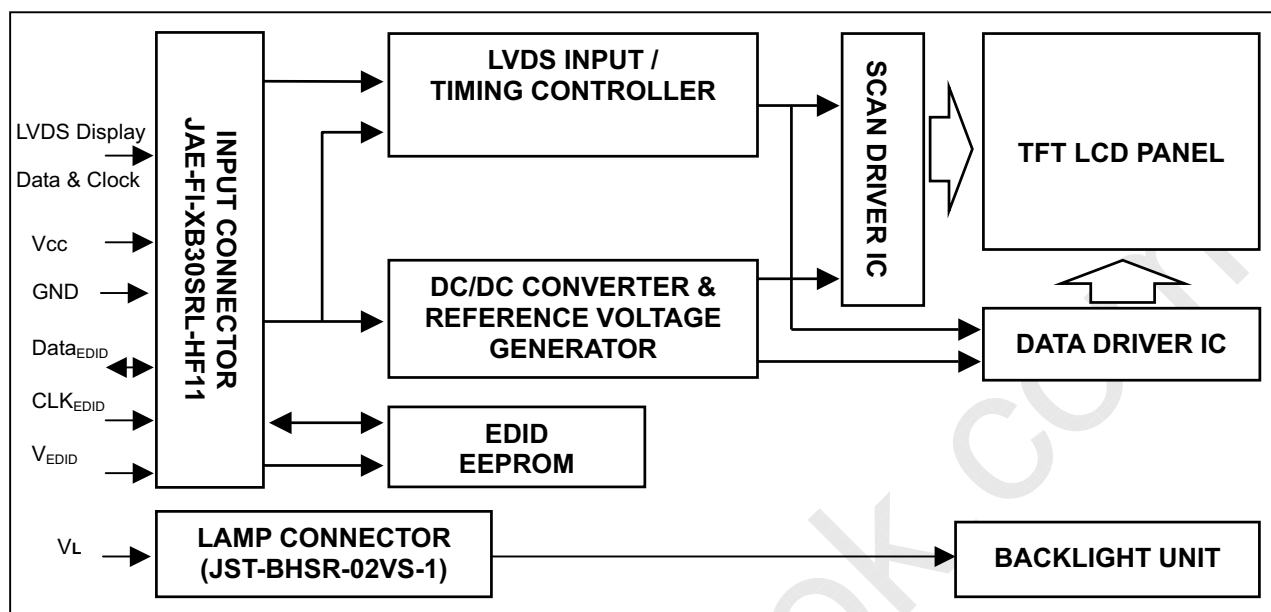 LVDS Display
Data & Clock
Vcc
GND
DataEDID
CLKEDID
VEDID
VL
INPUT CONNECTOR
JAE-FI-XB30SRL-HF11
LVDS INPUT /
TIMING CONTROLLER
DC/DC CONVERTER &
REFERENCE VOLTAGE
GENERATOR
EDID
EEPROM
LAMP CONNECTOR
(JST-BHSR-02VS-1)
SCAN DRIVER IC
TFT LCD PANEL
DATA DRIVER IC
BACKLIGHT UNIT